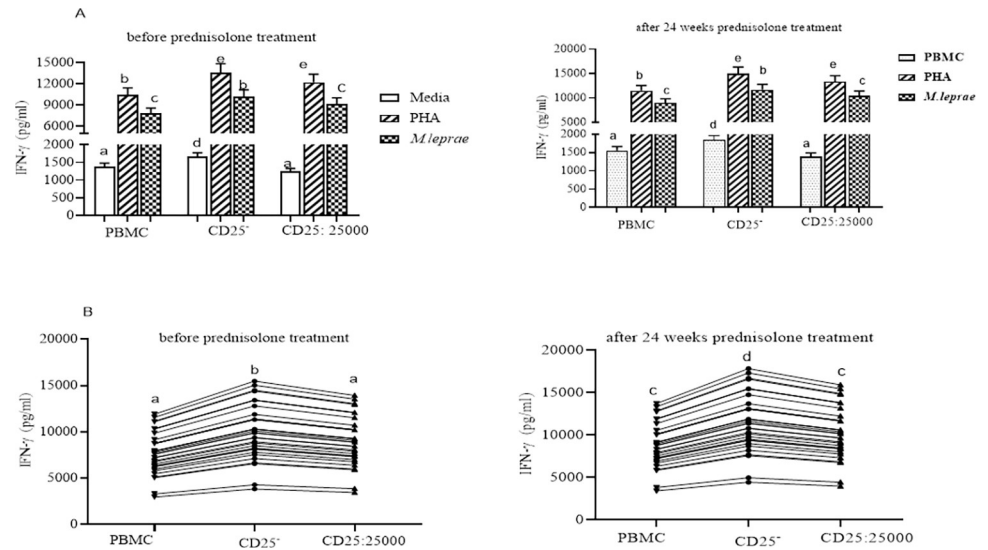 A
before prednisolone treatment
IFN-γ (pg/ml)
15000
12000
9000
6000
2000
1500
1000
500
0
a
b
c
d
e
b
a
e
C
PBMC
CD25⁻
CD25: 25000
Media
PHA
M.leprae
after 24 weeks prednisolone treatment
IFN-γ (pg/ml)
20000
15000
10000
5000
2000
1500
1000
500
0
a
b
c
d
e
b
a
e
c
PBMC
CD25⁻
CD25:25000
PBMC
PHA
M.leprae
B
before prednisolone treatment
IFN-γ (pg/ml)
20000
15000
10000
5000
0
a
b
a
PBMC
CD25⁻
CD25:25000
after 24 weeks prednisolone treatment
IFN-γ (pg/ml)
20000
15000
10000
5000
0
c
d
c
PBMC
CD25⁻
CD25:25000